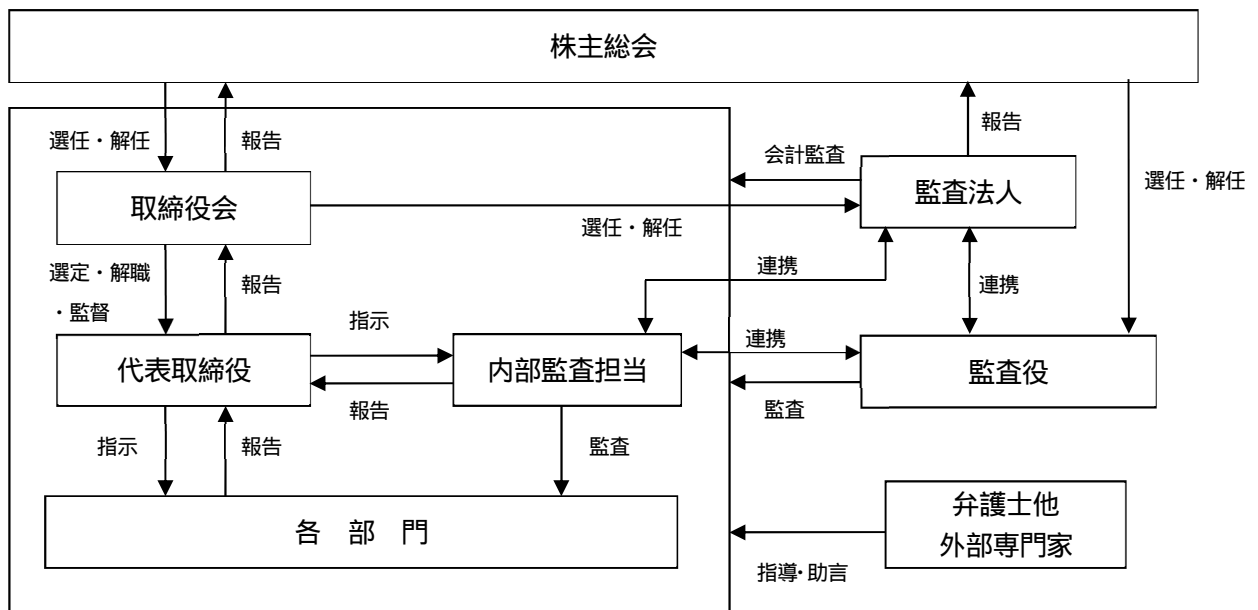 株主総会
選任・解任
報告
報告
選任・解任
会計監査
取締役会
監査法人
選任・解任
選定・解職
・監督
報告
連携
連携
指示
連携
代表取締役
内部監査担当
監査役
報告
監査
指示
報告
監査
各　部　門
弁護士他
外部専門家
指導・助言